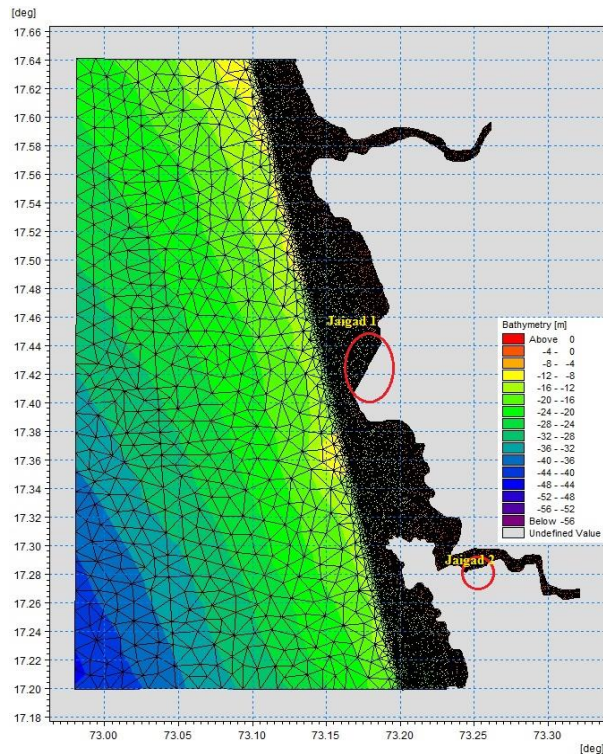 [deg]
17.66
17.64
17.62
17.60
17.58
17.56
17.54
17.52
17.50
17.48
17.46
17.44
17.42
17.40
17.38
17.36
17.34
17.32
17.30
17.28
17.26
17.24
17.22
17.20
17.18
Jaigad 1
Bathymetry [m]
Above 0
-4 - 0
-8 - -4
-12 - -8
-16 - -12
-20 - -16
-24 - -20
-28 - -24
-32 - -28
-36 - -32
-40 - -36
-44 - -40
-48 - -44
-52 - -48
-56 - -52
Below -56
Undefined Value
Jaigad 2
73.00 73.05 73.10 73.15 73.20 73.25 73.30
[deg]